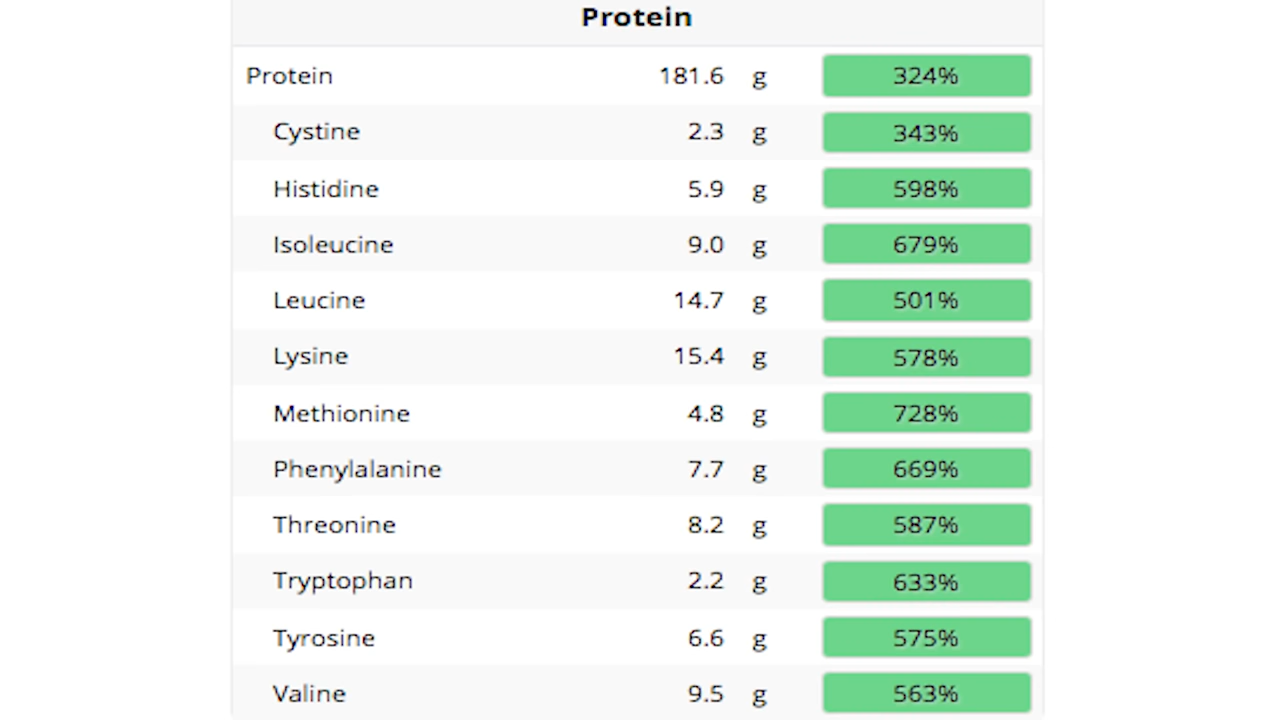 Protein
Protein 181.6 g 324%
Cystine 2.3 g 343%
Histidine 5.9 g 598%
Isoleucine 9.0 g 679%
Leucine 14.7 g 501%
Lysine 15.4 g 578%
Methionine 4.8 g 728%
Phenylalanine 7.7 g 669%
Threonine 8.2 g 587%
Tryptophan 2.2 g 633%
Tyrosine 6.6 g 575%
Valine 9.5 g 563%